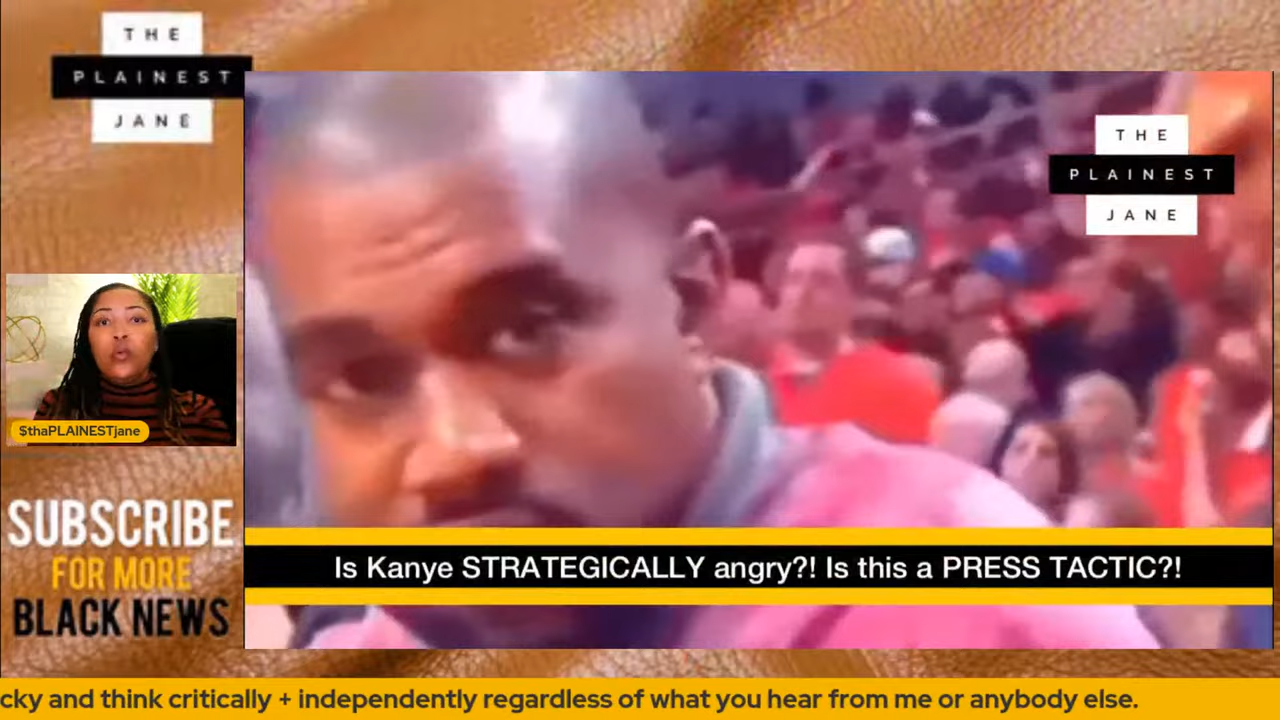 THE
PLAINEST
JANE
THE
PLAINEST
JANE
$thaPLAINESTjane
SUBSCRIBE
FOR MORE
BLACK NEWS
Is Kanye STRATEGICALLY angry?! Is this a PRESS TACTIC?!
cky and think critically + independently regardless of what you hear from me or anybody else.